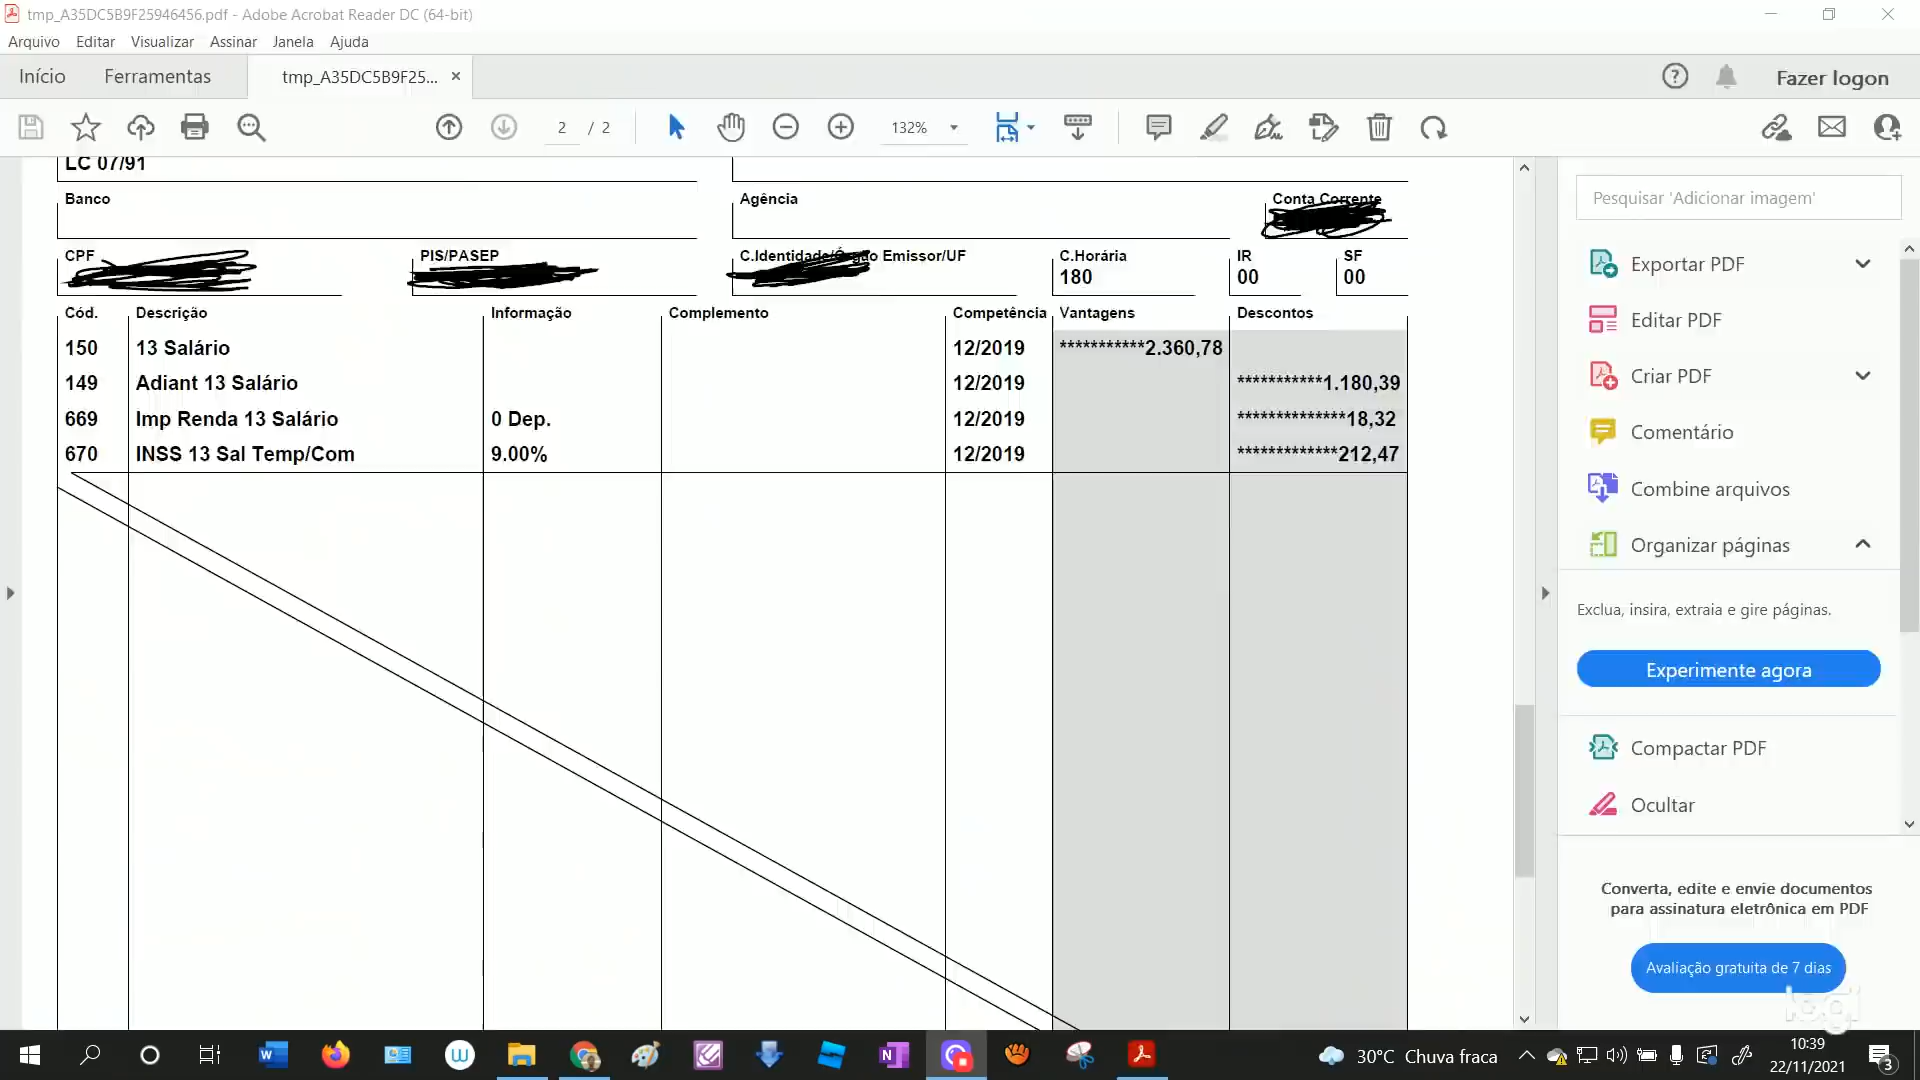 tmp_A35DC5B9F25946456.pdf - Adobe Acrobat Reader DC (64-bit)
Arquivo Editar Visualizar Assinar Janela Ajuda
Início Ferramentas tmp_A35DC5B9F25... × Fazer logon
2 / 2 132%
LC 07/91
Banco Agência Conta Corrente
CPF PIS/PASEP C.Identidade/Órgão Emissor/UF C.Horária IR SF
180 00 00
Cód. Descrição Informação Complemento Competência Vantagens Descontos
150 13 Salário 12/2019 ***********2.360,78
149 Adiant 13 Salário 12/2019 ***********1.180,39
669 Imp Renda 13 Salário 0 Dep. 12/2019 **************18,32
670 INSS 13 Sal Temp/Com 9.00% 12/2019 *************212,47
Pesquisar 'Adicionar imagem'
Exportar PDF
Editar PDF
Criar PDF
Comentário
Combine arquivos
Organizar páginas
Exclua, insira, extraia e gire páginas.
Experimente agora
Compactar PDF
Ocultar
Converta, edite e envie documentos
para assinatura eletrônica em PDF
Avaliação gratuita de 7 dias
logi
30°C Chuva fraca
10:39
22/11/2021
3